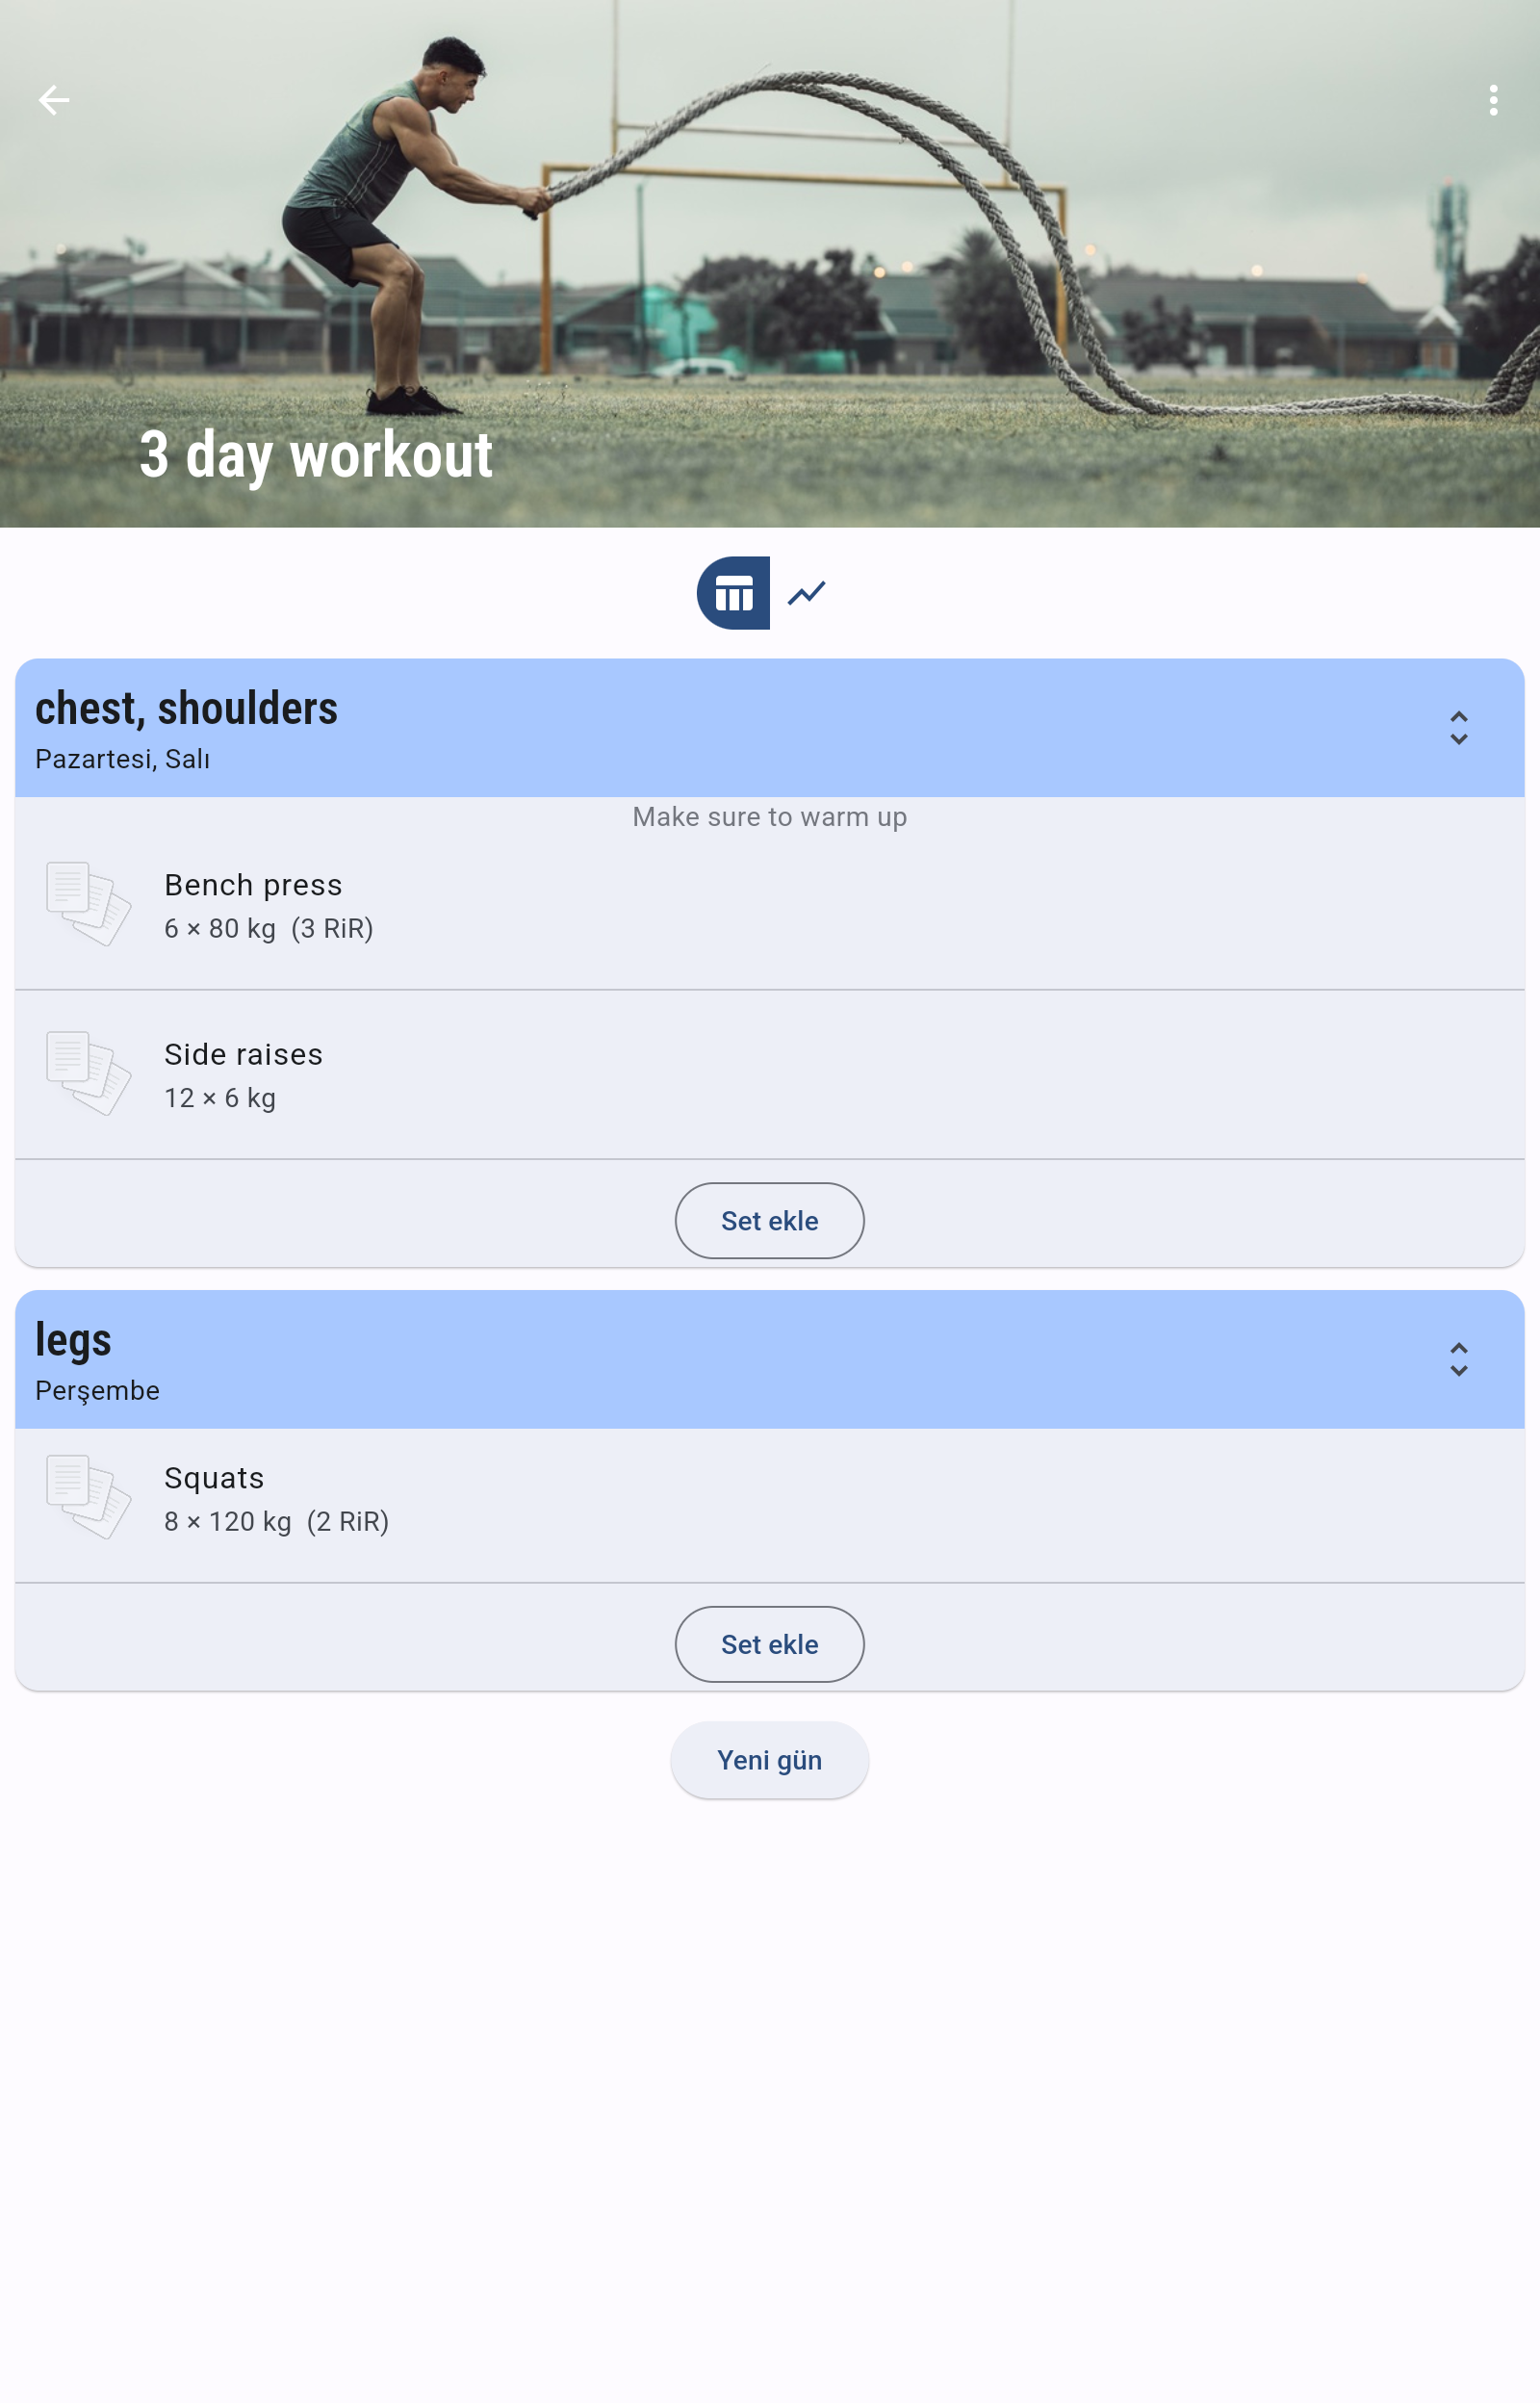 3 day workout
chest, shoulders
Pazartesi, Salı
Make sure to warm up
Bench press
6 × 80 kg (3 RiR)
Side raises
12 × 6 kg
Set ekle
legs
Perşembe
Squats
8 × 120 kg (2 RiR)
Set ekle
Yeni gün